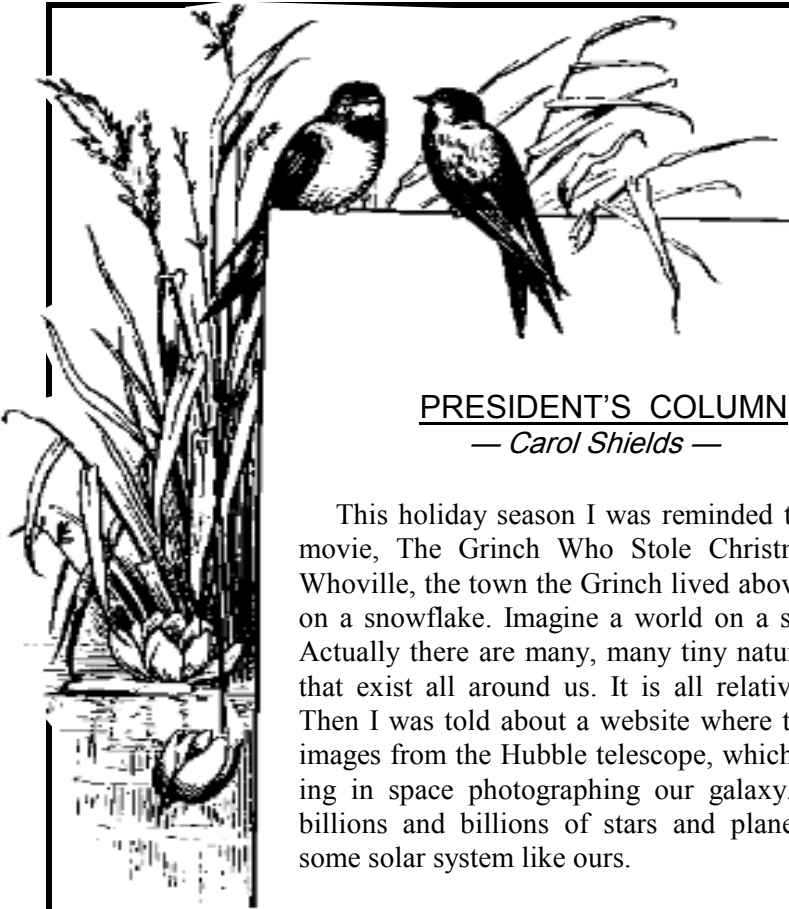 PRESIDENT'S COLUMN
— Carol Shields —
This holiday season I was reminded
movie, The Grinch Who Stole
Whoville, the town the Grinch lived
on a snowflake. Imagine a world on a
Actually there are many, many tiny
that exist all around us. It is all
Then I was told about a website where
images from the Hubble telescope, which
ing in space photographing our galaxy.
billions and billions of stars and
some solar system like ours.